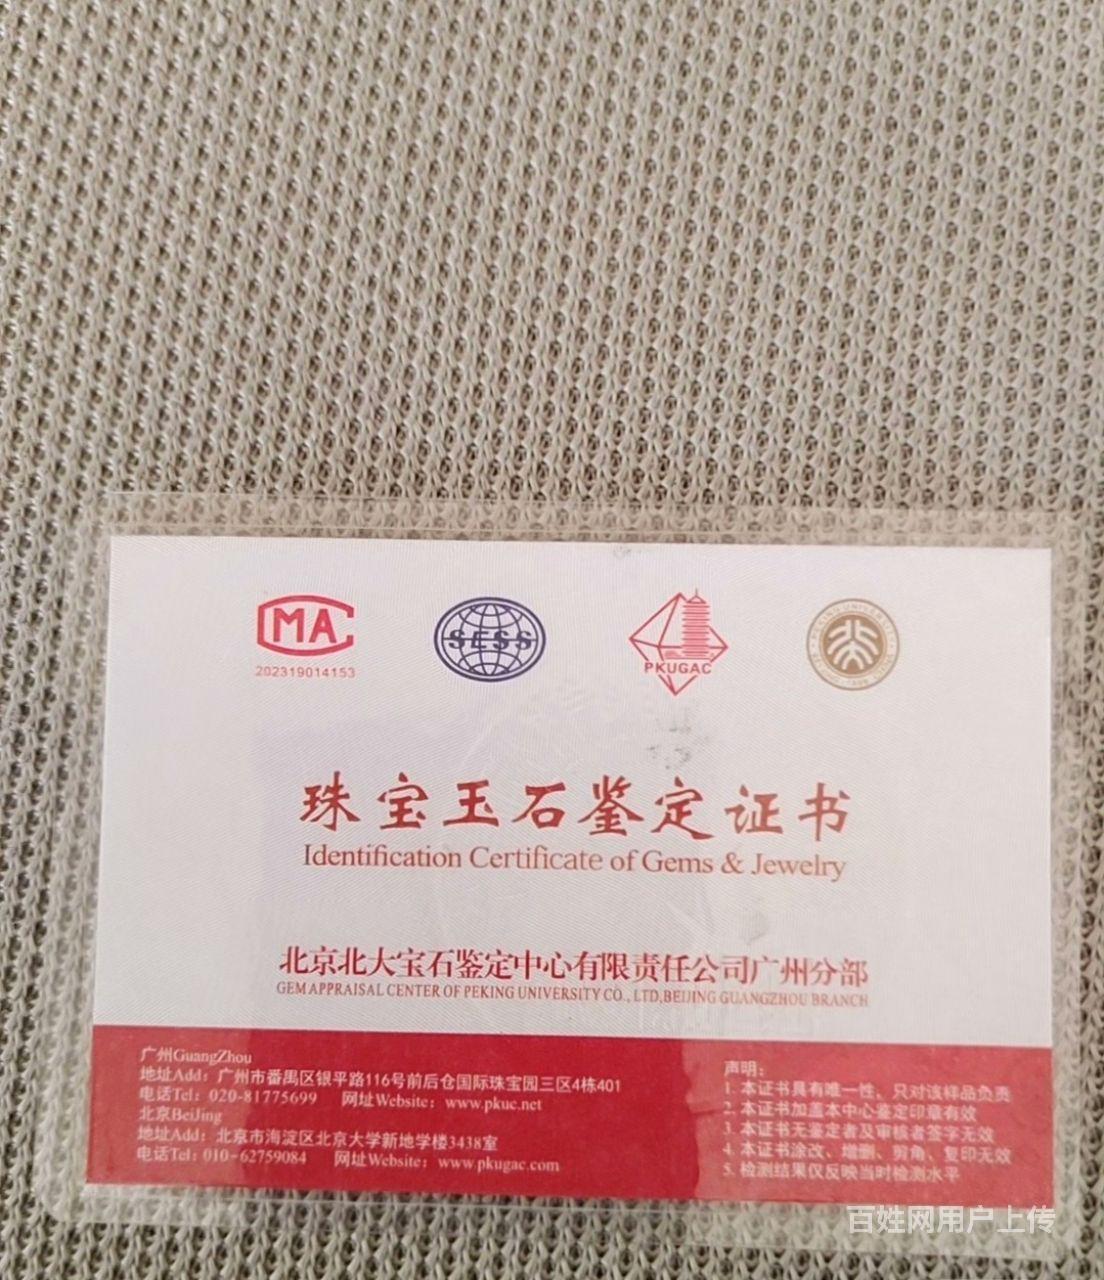 MA
202319014153
SESS
PKUGAC
珠宝玉石鉴定证书
Identification Certificate of Gems & Jewelry
北京北大宝石鉴定中心有限责任公司广州分部
GEM APPRAISAL CENTER OF PEKING UNIVERSITY CO., LTD,BEIJING GUANGZHOU BRANCH
广州GuangZhou
地址Add：广州市番禺区银平路116号前后仓国际珠宝园三区4栋401
电话Tel：020-81775699 网址Website：www.pkuc.net
北京BeiJing
地址Add：北京市海淀区北京大学新地学楼3438室
电话Tel：010-62759084 网址Website：www.pkugac.com
声明：
1. 本证书具有唯一性、只对该样品负责
2. 本证书加盖本中心鉴定印章有效
3. 本证书无鉴定者及审核者签字无效
4. 本证书涂改、增删、剪角、复印无效
5. 检测结果仅反映当时检测水平
百姓网用户上传